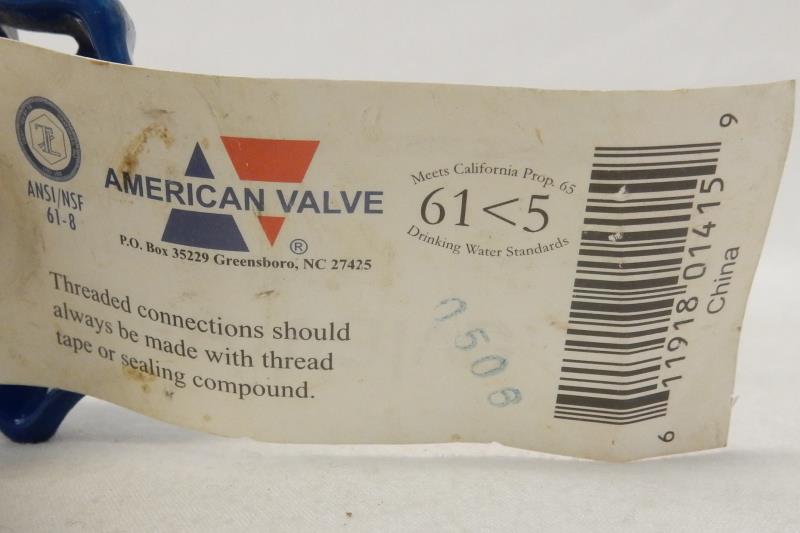 ANSI/NSF
61-8
AMERICAN VALVE
®
P.O. Box 35229 Greensboro, NC 27425
Meets California Prop. 65
61<5
Drinking Water Standards
Threaded connections should
always be made with thread
tape or sealing compound.
0508
6 11918 01415 9
China